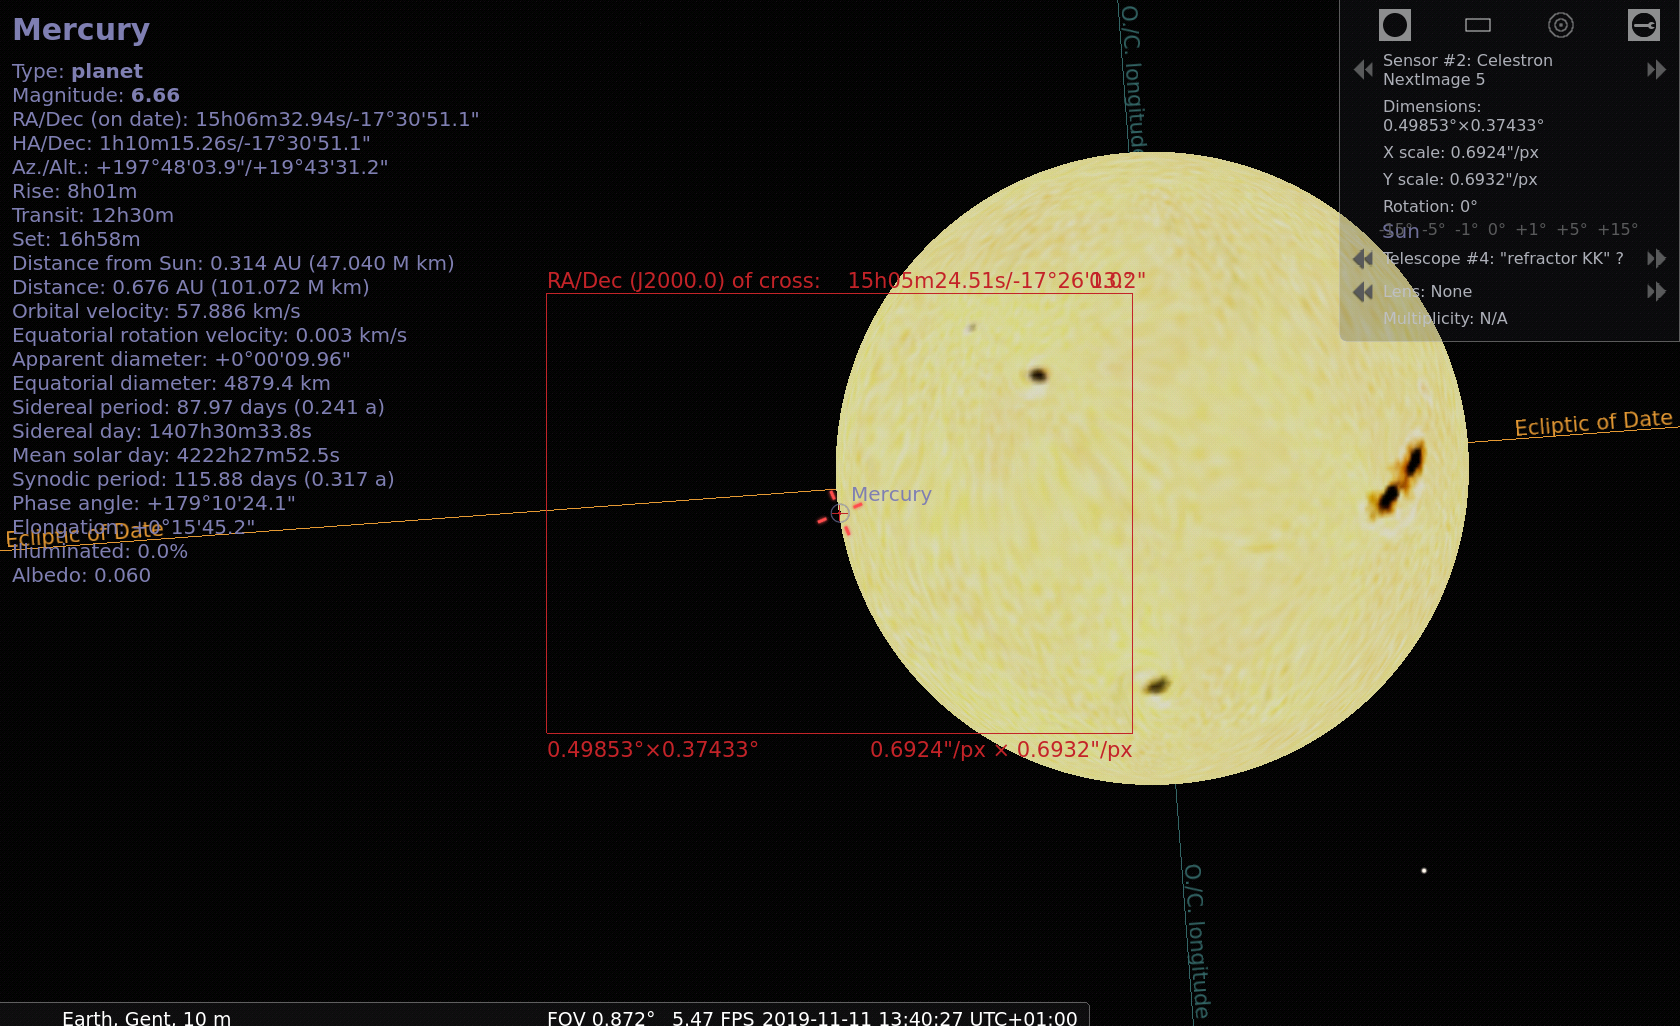 Mercury
Type: planet
Magnitude: 6.66
RA/Dec (on date): 15h06m32.94s/-17°30'51.1"
HA/Dec: 1h10m15.26s/-17°30'51.1"
Az./Alt.: +197°48'03.9"/+19°43'31.2"
Rise: 8h01m
Transit: 12h30m
Set: 16h58m
Distance from Sun: 0.314 AU (47.040 M km)
Distance: 0.676 AU (101.072 M km)
Orbital velocity: 57.886 km/s
Equatorial rotation velocity: 0.003 km/s
Apparent diameter: +0°00'09.96"
Equatorial diameter: 4879.4 km
Sidereal period: 87.97 days (0.241 a)
Sidereal day: 1407h30m33.8s
Mean solar day: 4222h27m52.5s
Synodic period: 115.88 days (0.317 a)
Phase angle: +179°10'24.1"
Elongation: +0°15'45.2"
Illuminated: 0.0%
Albedo: 0.060
Ecliptic of Date
O./C. longitude
RA/Dec (J2000.0) of cross: 15h05m24.51s/-17°26'
Mercury
0.49853°×0.37433°
0.6924"/px × 0.6932"/px
Sensor #2: Celestron
NextImage 5
Dimensions:
0.49853°×0.37433°
X scale: 0.6924"/px
Y scale: 0.6932"/px
Rotation: 0°
-15° -5° -1° 0° +1° +5° +15°
Sun
Telescope #4: "refractor KK" ?
Lens: None
Multiplicity: N/A
Ecliptic of Date
O./C. longitude
Earth, Gent, 10 m
FOV 0.872°
5.47 FPS
2019-11-11 13:40:27 UTC+01:00